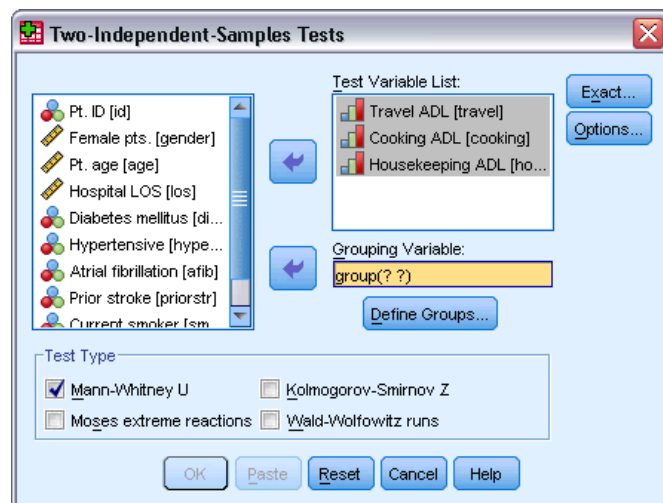 Two-Independent-Samples Tests
Pt. ID [id]
Female pts. [gender]
Pt. age [age]
Hospital LOS [los]
Diabetes mellitus [di...
Hypertensive [hype...
Atrial fibrillation [afib]
Prior stroke [priorstr]
Current smoker [sm
Test Variable List:
Travel ADL [travel]
Cooking ADL [cooking]
Housekeeping ADL [ho...
Exact...
Options...
Grouping Variable:
group(? ?)
Define Groups...
Test Type
Mann-Whitney U
Kolmogorov-Smirnov Z
Moses extreme reactions
Wald-Wolfowitz runs
OK
Paste
Reset
Cancel
Help